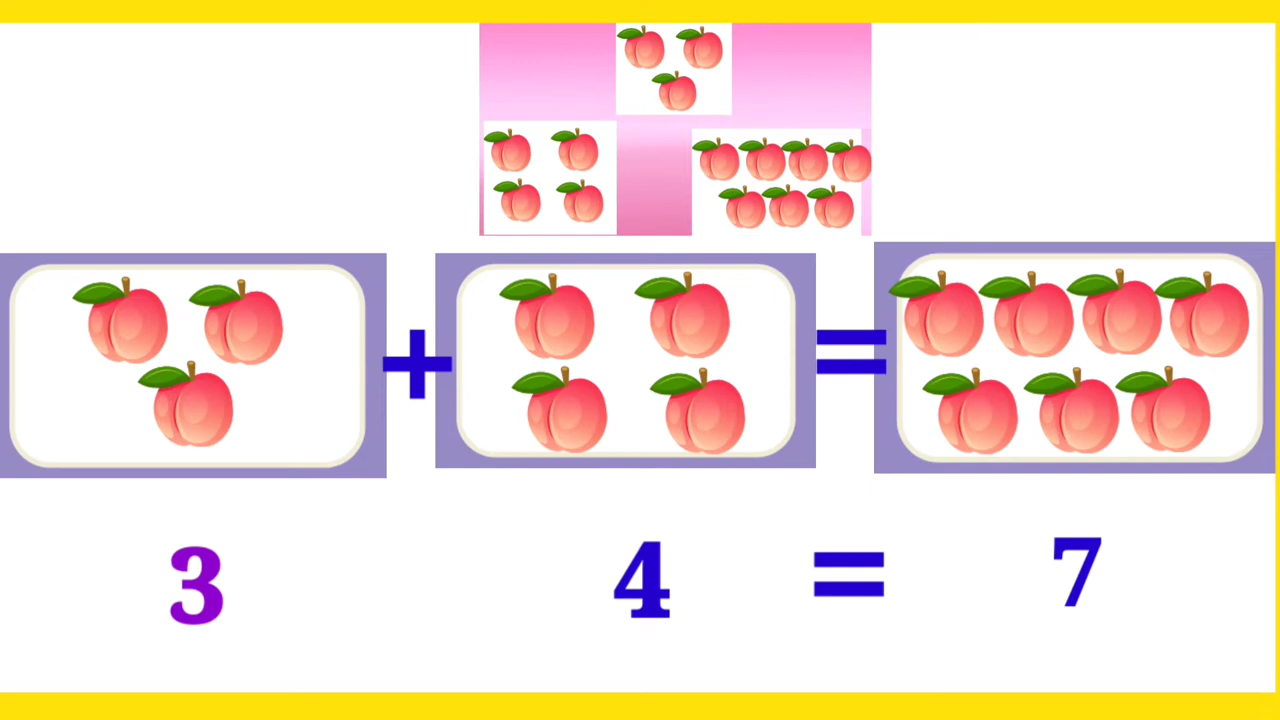 + =
3 4 = 7